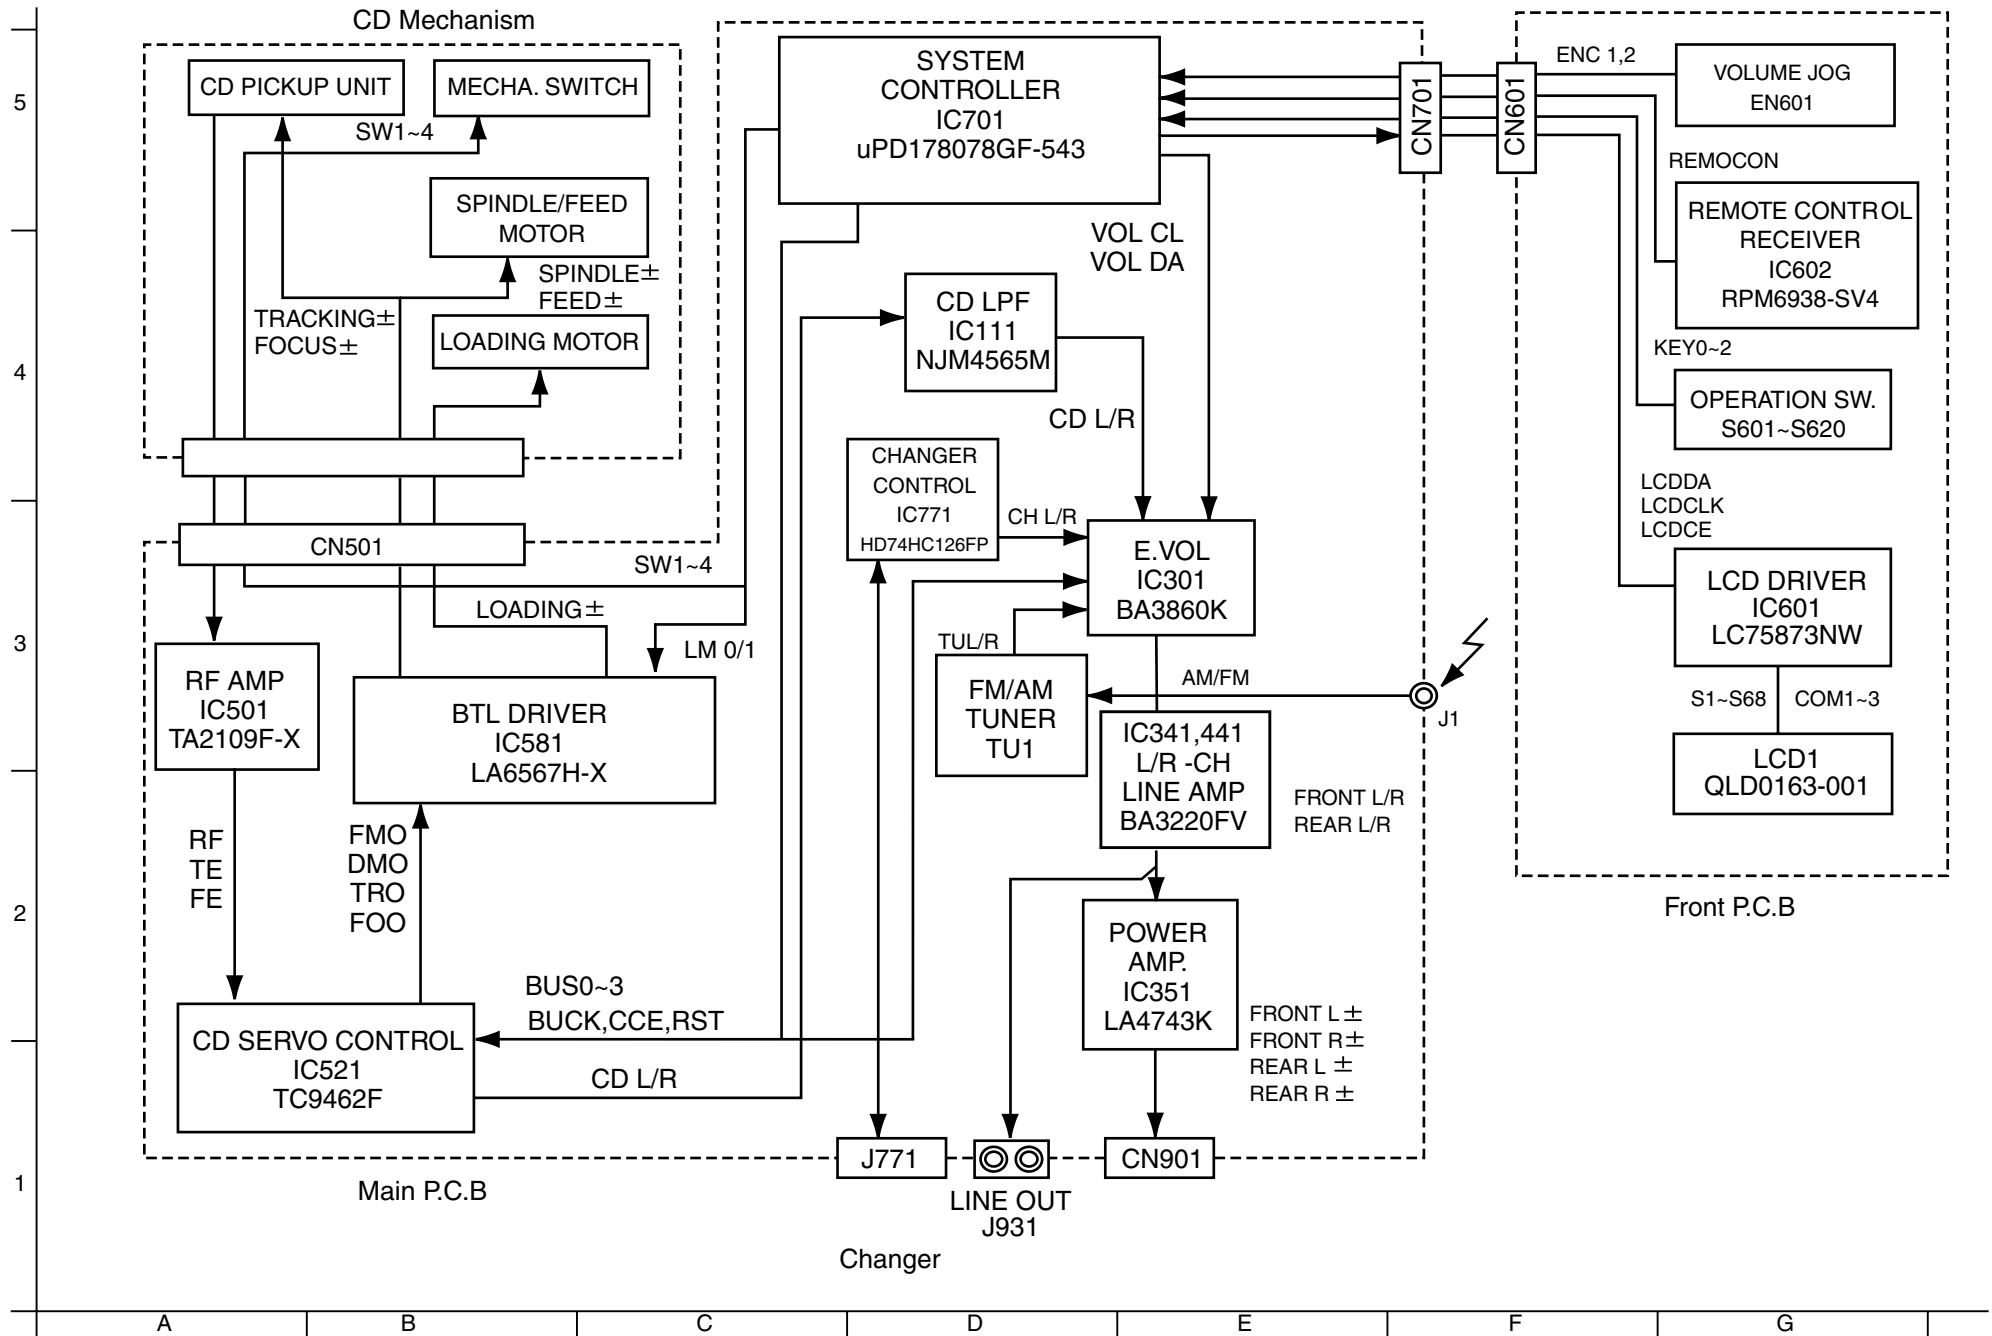 CD Mechanism
5
CD PICKUP UNIT
MECHA. SWITCH
SW1~4
SPINDLE/FEED
MOTOR
SPINDLE±
FEED±
TRACKING±
FOCUS±
LOADING MOTOR
4
CN501
SYSTEM
CONTROLLER
IC701
uPD178078GF-543
CN701
CN601
ENC 1,2
VOLUME JOG
EN601
REMOCON
REMOTE CONTROL
RECEIVER
IC602
RPM6938-SV4
KEY0~2
OPERATION SW.
S601~S620
LCDDA
LCDCLK
LCDCE
LCD DRIVER
IC601
LC75873NW
S1~S68
COM1~3
LCD1
QLD0163-001
Front P.C.B
VOL CL
VOL DA
CD LPF
IC111
NJM4565M
CD L/R
CHANGER
CONTROL
IC771
HD74HC126FP
CH L/R
E.VOL
IC301
BA3860K
SW1~4
LOADING±
LM 0/1
3
RF AMP
IC501
TA2109F-X
BTL DRIVER
IC581
LA6567H-X
TUL/R
FM/AM
TUNER
TU1
AM/FM
J1
IC341,441
L/R -CH
LINE AMP
BA3220FV
FRONT L/R
REAR L/R
RF
TE
FE
FMO
DMO
TRO
FOO
2
POWER
AMP.
IC351
LA4743K
FRONT L±
FRONT R±
REAR L ±
REAR R ±
BUS0~3
BUCK,CCE,RST
CD SERVO CONTROL
IC521
TC9462F
CD L/R
J771
CN901
1
Main P.C.B
LINE OUT
J931
Changer
A
B
C
D
E
F
G